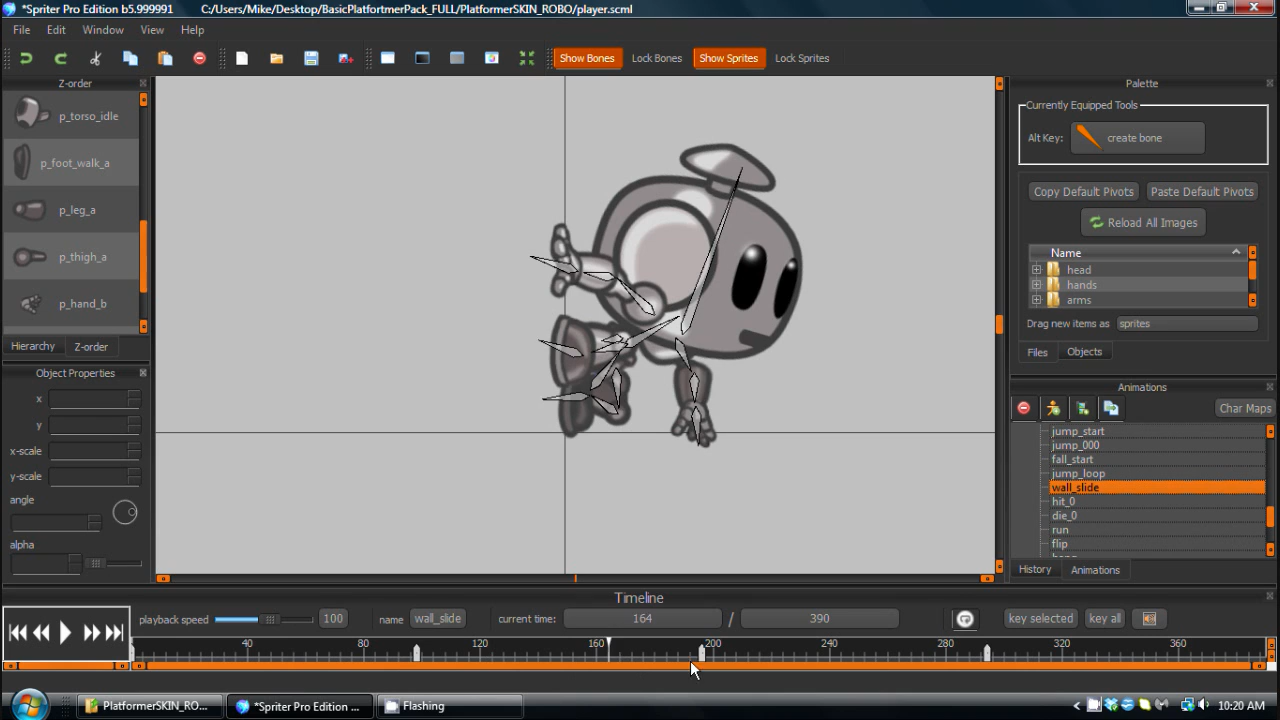 *Spriter Pro Edition b5.999991 C:/Users/Mike/Desktop/BasicPlatfortmerPack_FULL/PlatformerSKIN_ROBO/player.scml
File Edit Window View Help
Show Bones Lock Bones Show Sprites Lock Sprites
Z-order
p_torso_idle
p_foot_walk_a
p_leg_a
p_thigh_a
p_hand_b
Hierarchy Z-order
Object Properties
x
y
x-scale
y-scale
angle
alpha
Palette
Currently Equipped Tools
Alt Key: create bone
Copy Default Pivots Paste Default Pivots
Reload All Images
Name
head
hands
arms
Drag new items as sprites
Files Objects
Animations
Char Maps
jump_start
jump_000
fall_start
jump_loop
wall_slide
hit_0
die_0
run
flip
History Animations
Timeline
playback speed 100 name wall_slide current time: 164 / 390 key selected key all
40 80 120 160 200 240 280 320 360
PlatformerSKIN_RO... *Spriter Pro Edition ... Flashing 10:20 AM